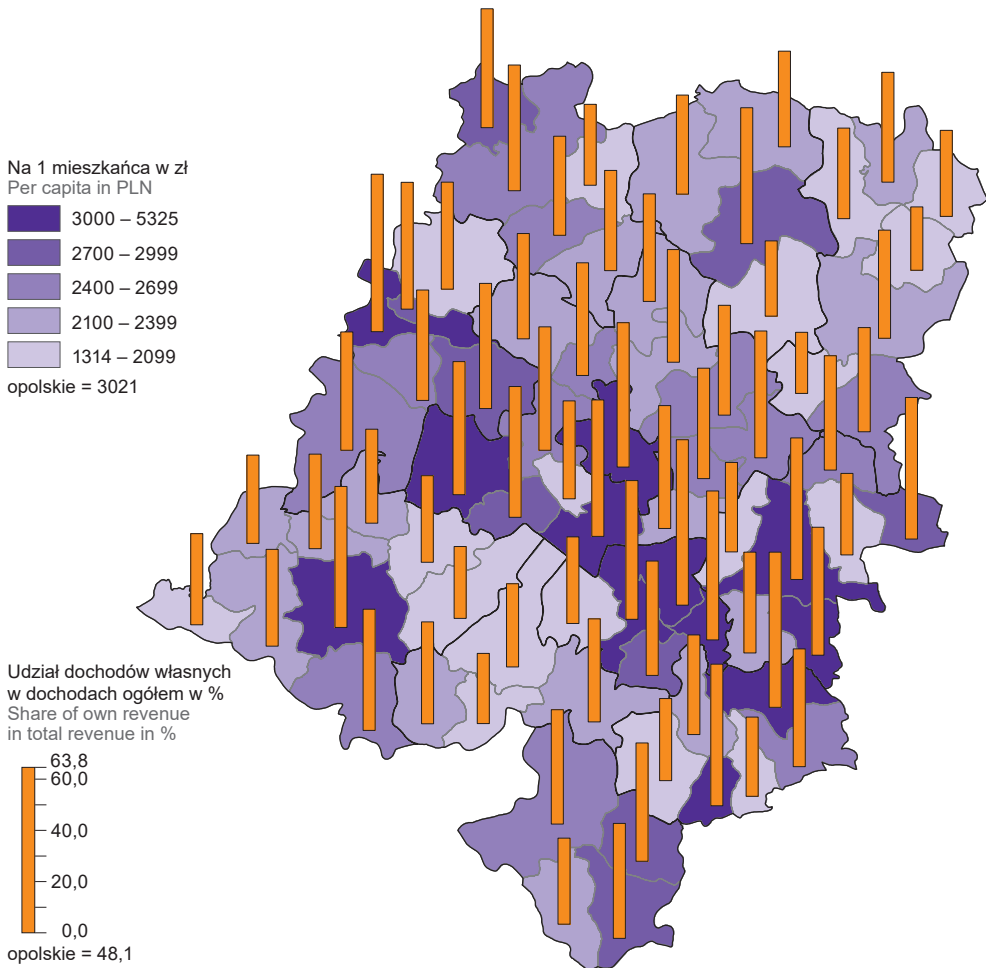 Na 1 mieszkańca w zł
Per capita in PLN
3000 – 5325
2700 – 2999
2400 – 2699
2100 – 2399
1314 – 2099
opolskie = 3021
Udział dochodów własnych
w dochodach ogółem w %
Share of own revenue
in total revenue in %
63,8
60,0
40,0
20,0
0,0
opolskie = 48,1